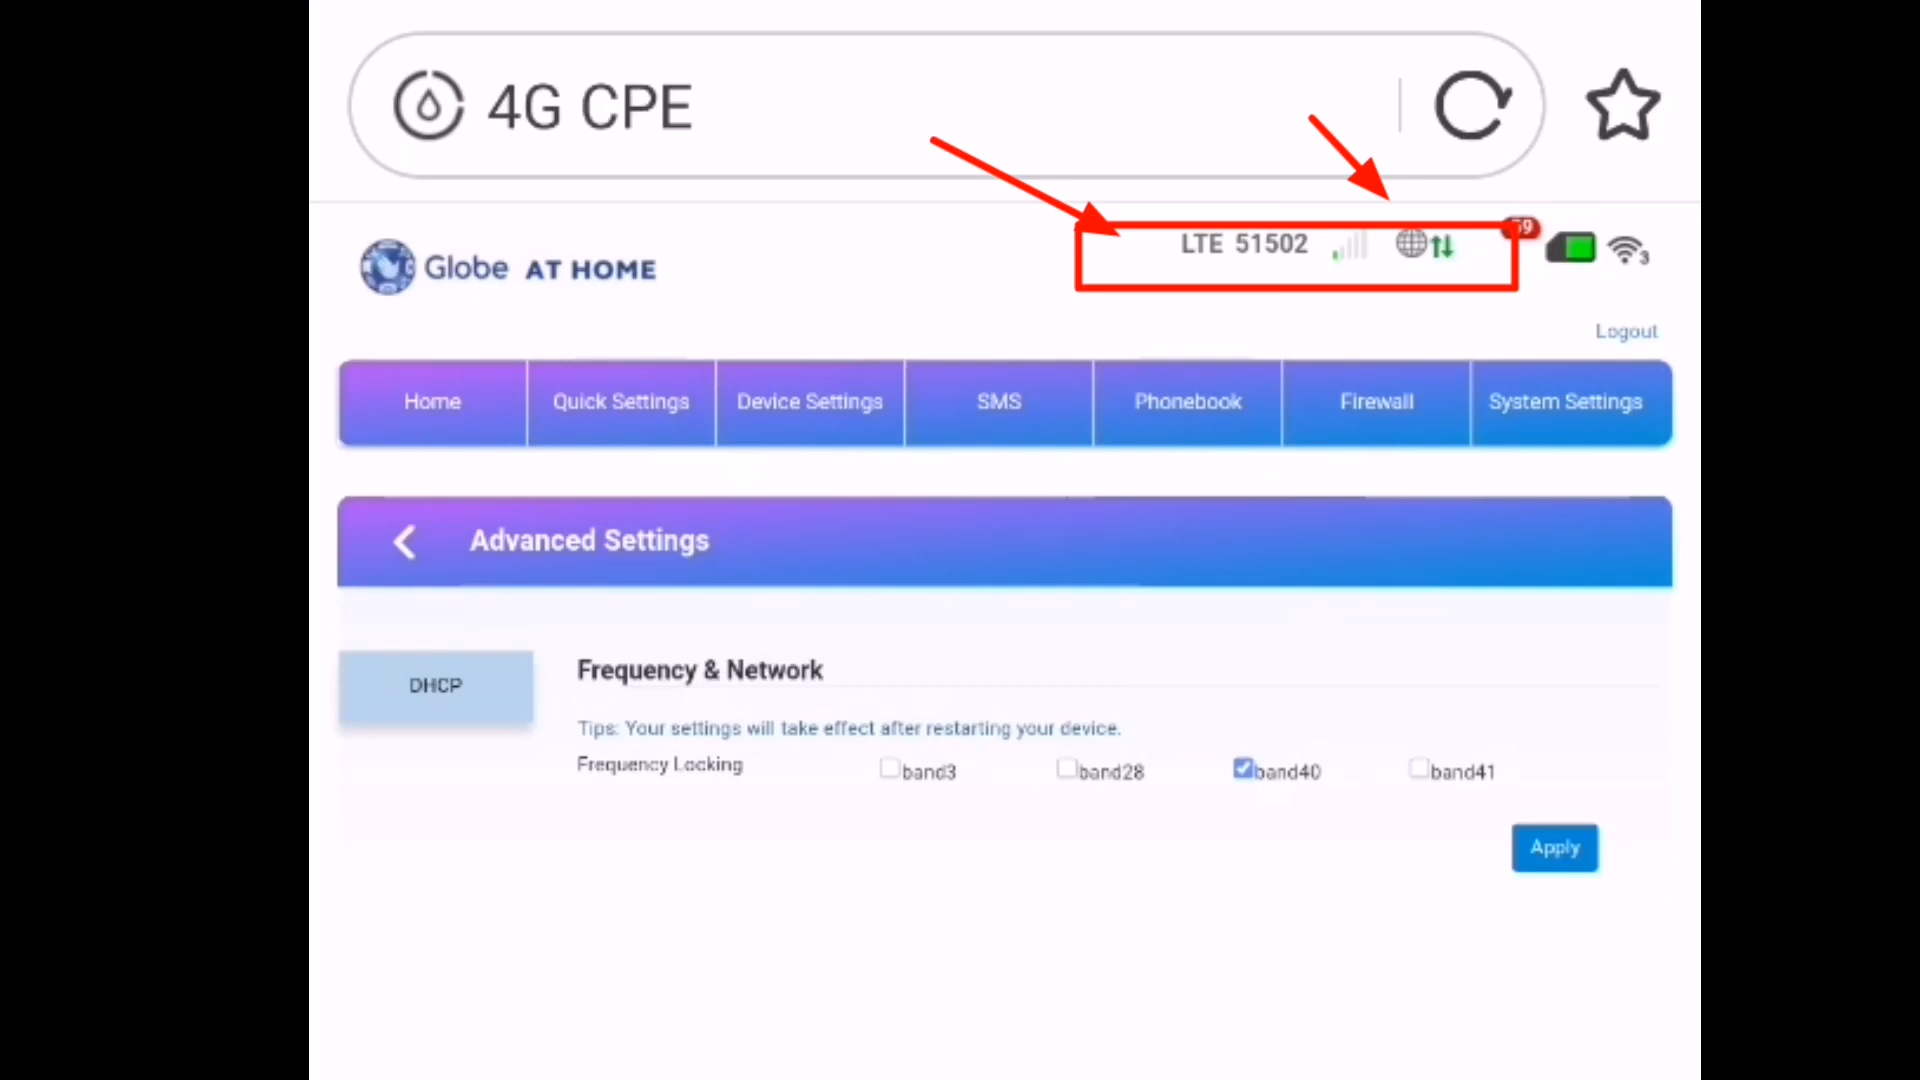 4G CPE
LTE 51502
Globe AT HOME
3
Logout
Home Quick Settings Device Settings SMS Phonebook Firewall System Settings
Advanced Settings
DHCP
Frequency & Network
Tips: Your settings will take effect after restarting your device.
Frequency Locking band3 band28 band40 band41
Apply